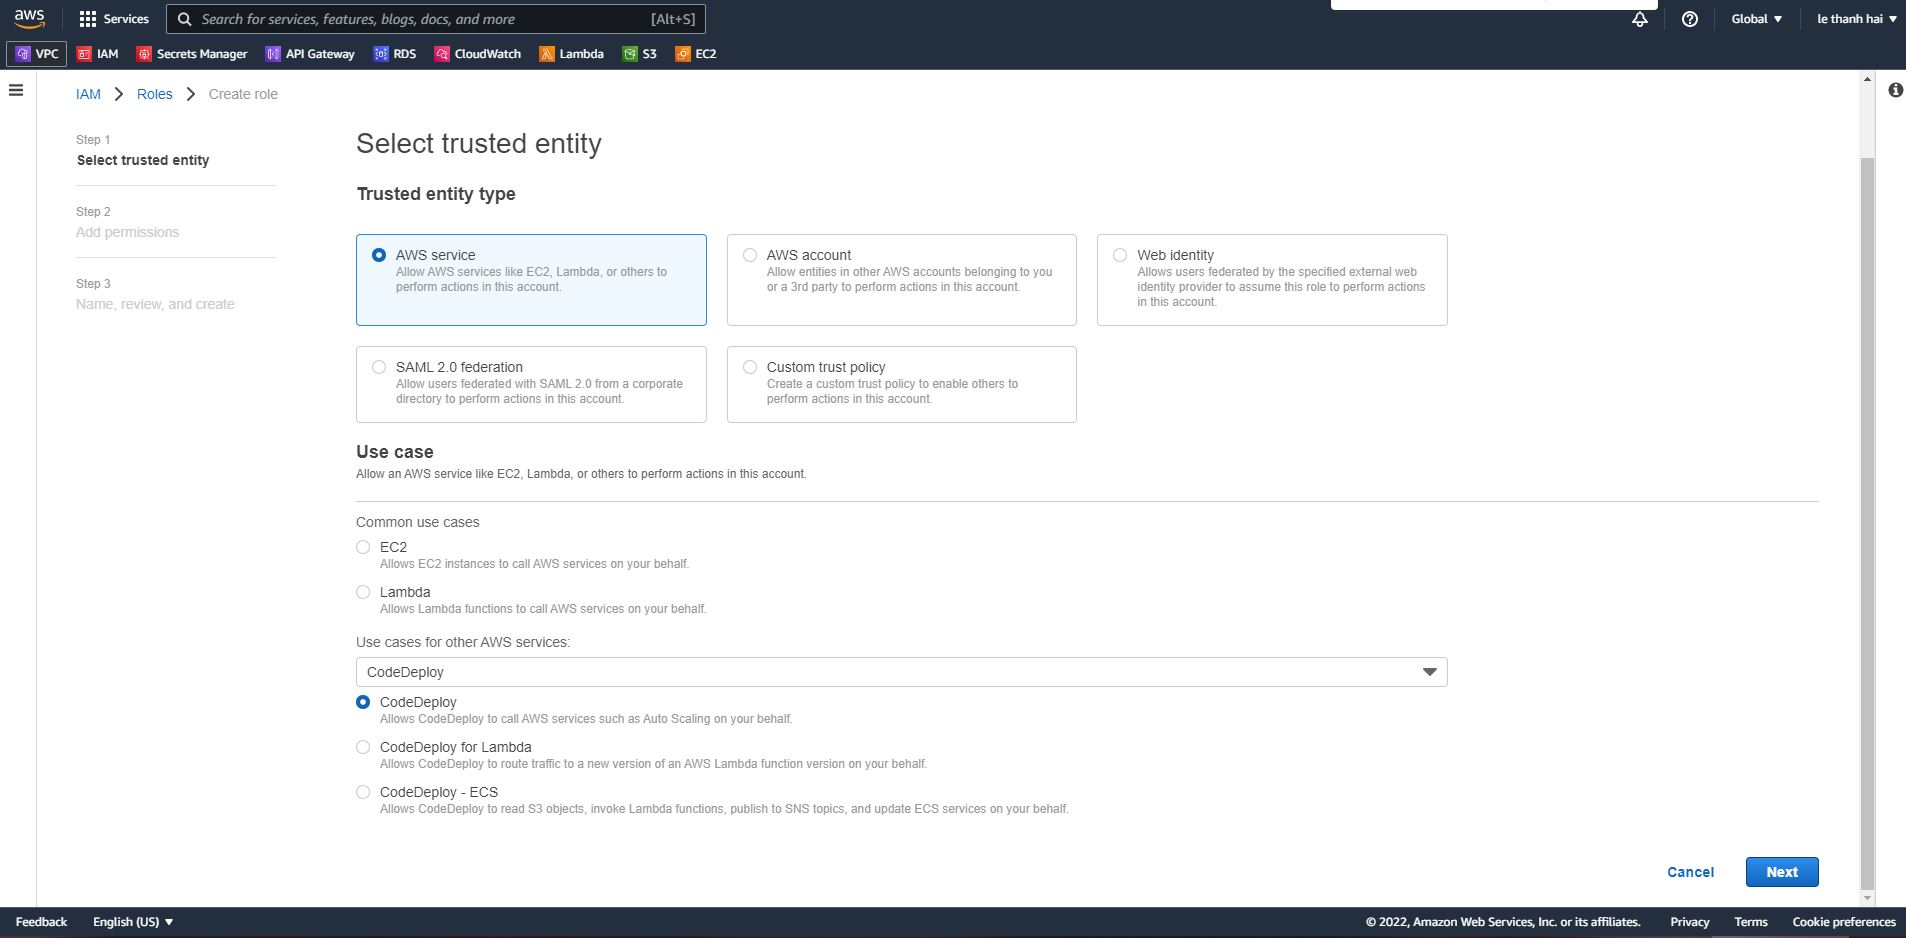 aws
Services
Search for services, features, blogs, docs, and more
[Alt+S]
Global
le thanh hai
VPC
IAM
Secrets Manager
API Gateway
RDS
CloudWatch
Lambda
S3
EC2
IAM
Roles
Create role
Step 1
Select trusted entity
Step 2
Add permissions
Step 3
Name, review, and create
Select trusted entity
Trusted entity type
AWS service
Allow AWS services like EC2, Lambda, or others to
perform actions in this account.
AWS account
Allow entities in other AWS accounts belonging to you
or a 3rd party to perform actions in this account.
Web identity
Allows users federated by the specified external web
identity provider to assume this role to perform actions
in this account.
SAML 2.0 federation
Allow users federated with SAML 2.0 from a corporate
directory to perform actions in this account.
Custom trust policy
Create a custom trust policy to enable others to
perform actions in this account.
Use case
Allow an AWS service like EC2, Lambda, or others to perform actions in this account.
Common use cases
EC2
Allows EC2 instances to call AWS services on your behalf.
Lambda
Allows Lambda functions to call AWS services on your behalf.
Use cases for other AWS services:
CodeDeploy
CodeDeploy
Allows CodeDeploy to call AWS services such as Auto Scaling on your behalf.
CodeDeploy for Lambda
Allows CodeDeploy to route traffic to a new version of an AWS Lambda function version on your behalf.
CodeDeploy - ECS
Allows CodeDeploy to read S3 objects, invoke Lambda functions, publish to SNS topics, and update ECS services on your behalf.
Cancel
Next
Feedback
English (US)
© 2022, Amazon Web Services, Inc. or its affiliates.
Privacy
Terms
Cookie preferences